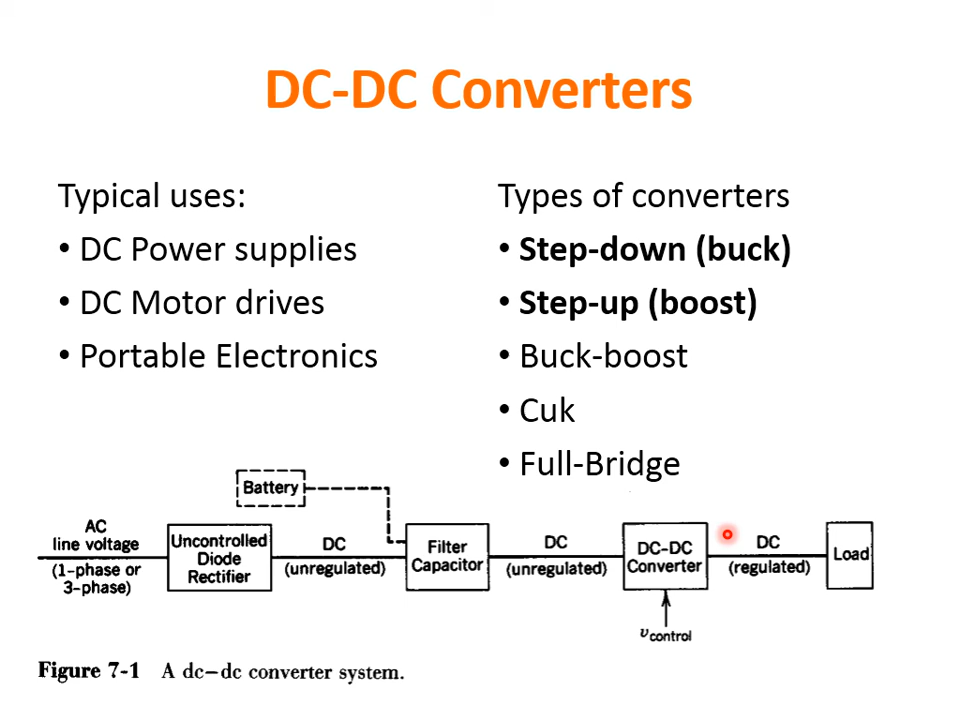 DC-DC Converters
Typical uses:
• DC Power supplies
• DC Motor drives
• Portable Electronics
Types of converters
• Step-down (buck)
• Step-up (boost)
• Buck-boost
• Cuk
• Full-Bridge
Battery
AC
line voltage
(1-phase or
3-phase)
Uncontrolled
Diode
Rectifier
DC
(unregulated)
Filter
Capacitor
DC
(unregulated)
DC-DC
Converter
DC
(regulated)
Load
vcontrol
Figure 7-1 A dc–dc converter system.